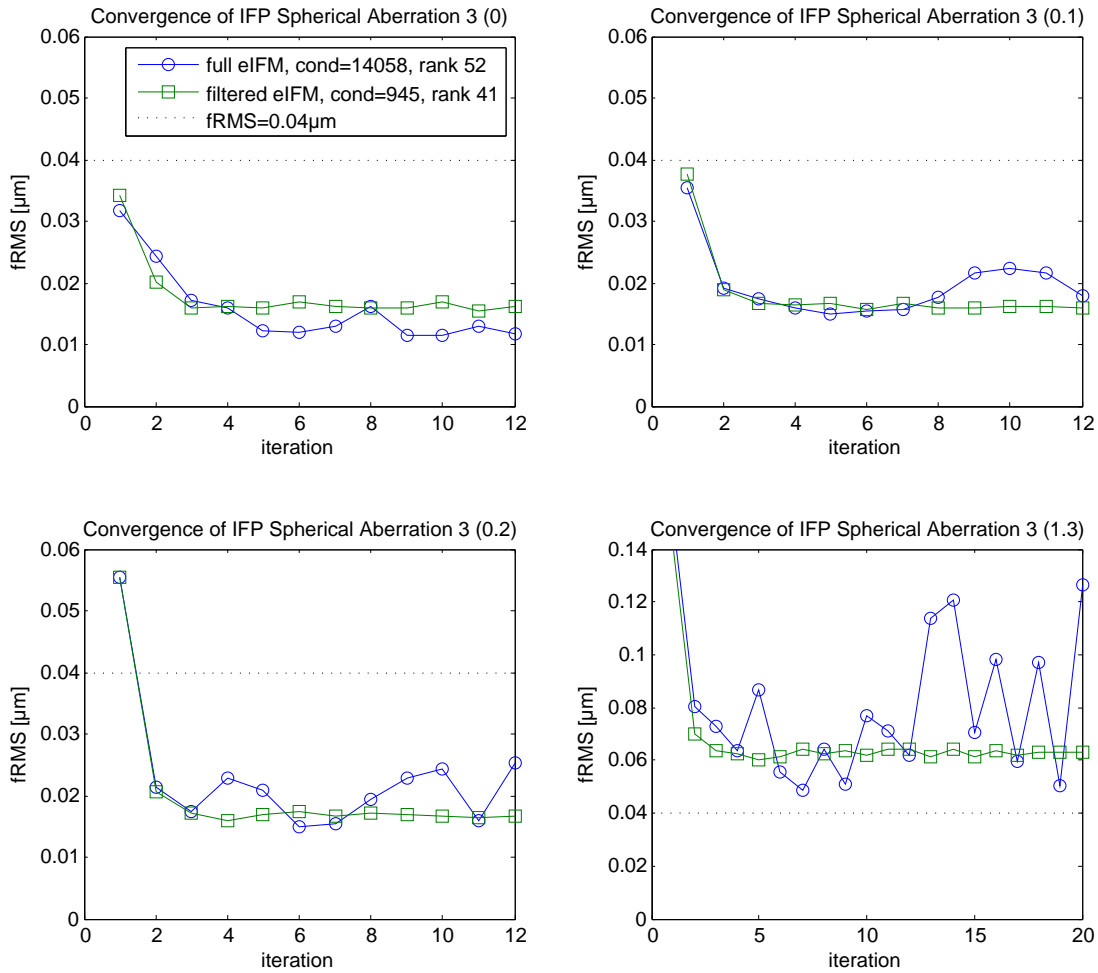 Convergence of IFP Spherical Aberration 3 (0)
0.06
0.05
0.04
0.03
0.02
0.01
0
fRMS [µm]
full eIFM, cond=14058, rank 52
filtered eIFM, cond=945, rank 41
fRMS=0.04µm
0 2 4 6 8 10 12
iteration
Convergence of IFP Spherical Aberration 3 (0.1)
0.06
0.05
0.04
0.03
0.02
0.01
0
fRMS [µm]
0 2 4 6 8 10 12
iteration
Convergence of IFP Spherical Aberration 3 (0.2)
0.06
0.05
0.04
0.03
0.02
0.01
0
fRMS [µm]
0 2 4 6 8 10 12
iteration
Convergence of IFP Spherical Aberration 3 (1.3)
0.14
0.12
0.1
0.08
0.06
0.04
0.02
0
fRMS [µm]
0 5 10 15 20
iteration